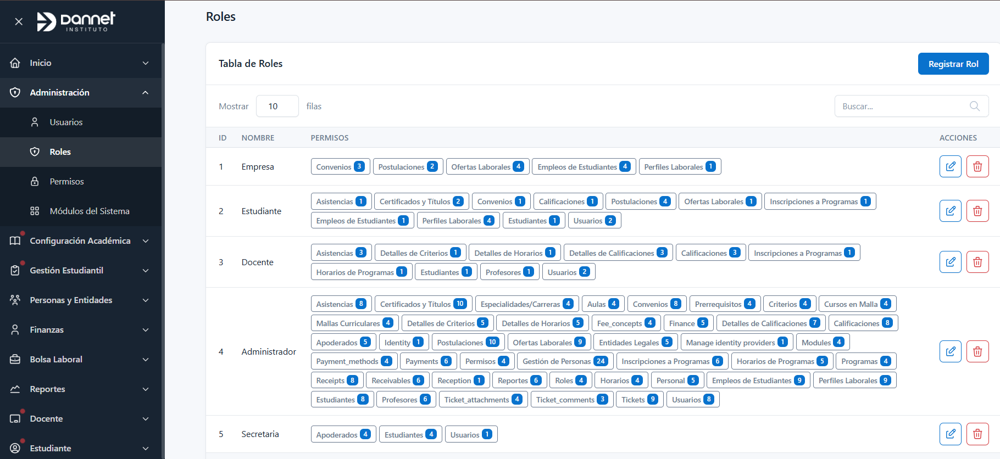 Dannet
INSTITUTO
Inicio
Administración
Usuarios
Roles
Permisos
Módulos del Sistema
Configuración Académica
Gestión Estudiantil
Personas y Entidades
Finanzas
Bolsa Laboral
Reportes
Docente
Estudiante
Roles
Tabla de Roles
Registrar Rol
Mostrar 10 filas
Buscar...
ID NOMBRE PERMISOS ACCIONES
1 Empresa Convenios 3 Postulaciones 2 Ofertas Laborales 4 Empleos de Estudiantes 4 Perfiles Laborales 1
Asistencias 1 Certificados y Títulos 2 Convenios 1 Calificaciones 1 Postulaciones 4 Ofertas Laborales 1 Inscripciones a Programas 1
2 Estudiante
Empleos de Estudiantes 1 Perfiles Laborales 4 Estudiantes 1 Usuarios 2
Asistencias 3 Detalles de Criterios 1 Detalles de Horarios 1 Detalles de Calificaciones 3 Calificaciones 3 Inscripciones a Programas 1
3 Docente
Horarios de Programas 1 Estudiantes 1 Profesores 1 Usuarios 2
Asistencias 8 Certificados y Títulos 10 Especialidades/Carreras 4 Aulas 4 Convenios 8 Prerrequisitos 4 Criterios 4 Cursos en Malla 4
Mallas Curriculares 4 Detalles de Criterios 5 Detalles de Horarios 5 Fee_concepts 4 Finance 5 Detalles de Calificaciones 7 Calificaciones 8
Apoderados 5 Identity 1 Postulaciones 10 Ofertas Laborales 9 Entidades Legales 5 Manage identity providers 1 Modules 4
4 Administrador
Payment_methods 4 Payments 6 Permisos 4 Gestión de Personas 24 Inscripciones a Programas 6 Horarios de Programas 5 Programas 4
Receipts 8 Receivables 6 Reception 1 Reportes 6 Roles 4 Horarios 4 Personal 5 Empleos de Estudiantes 9 Perfiles Laborales 9
Estudiantes 8 Profesores 6 Ticket_attachments 4 Ticket_comments 3 Tickets 9 Usuarios 8
5 Secretaria Apoderados 4 Estudiantes 4 Usuarios 1